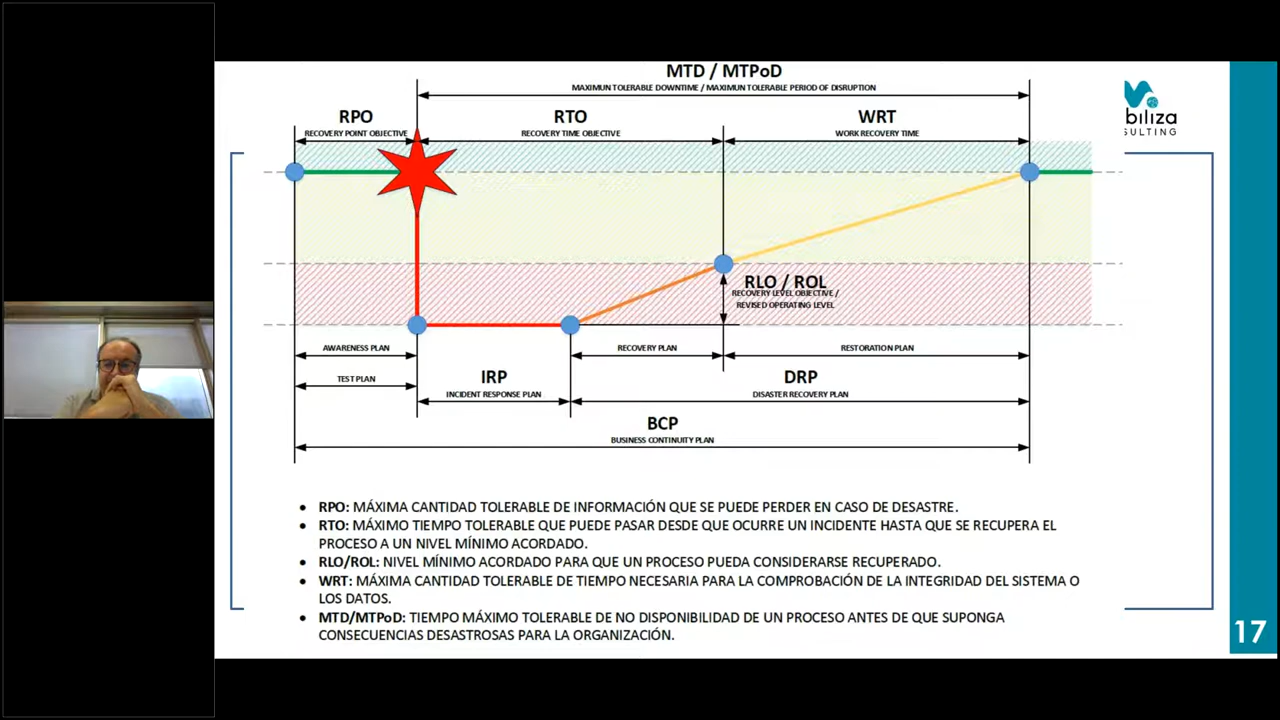 MTD / MTPoD
MAXIMUN TOLERABLE DOWNTIME / MAXIMUN TOLERABLE PERIOD OF DISRUPTION
RPO
RECOVERY POINT OBJECTIVE
RTO
RECOVERY TIME OBJECTIVE
WRT
WORK RECOVERY TIME
biliza
SULTING
RLO / ROL
RECOVERY LEVEL OBJECTIVE /
REVISED OPERATING LEVEL
AWARENESS PLAN
RECOVERY PLAN
RESTORATION PLAN
TEST PLAN
IRP
INCIDENT RESPONSE PLAN
DRP
DISASTER RECOVERY PLAN
BCP
BUSINESS CONTINUITY PLAN
• RPO: MÁXIMA CANTIDAD TOLERABLE DE INFORMACIÓN QUE SE PUEDE PERDER EN CASO DE DESASTRE.
• RTO: MÁXIMO TIEMPO TOLERABLE QUE PUEDE PASAR DESDE QUE OCURRE UN INCIDENTE HASTA QUE SE RECUPERA EL
PROCESO A UN NIVEL MÍNIMO ACORDADO.
• RLO/ROL: NIVEL MÍNIMO ACORDADO PARA QUE UN PROCESO PUEDA CONSIDERARSE RECUPERADO.
• WRT: MÁXIMA CANTIDAD TOLERABLE DE TIEMPO NECESARIA PARA LA COMPROBACIÓN DE LA INTEGRIDAD DEL SISTEMA O
LOS DATOS.
• MTD/MTPoD: TIEMPO MÁXIMO TOLERABLE DE NO DISPONIBILIDAD DE UN PROCESO ANTES DE QUE SUPONGA
CONSECUENCIAS DESASTROSAS PARA LA ORGANIZACIÓN.
17